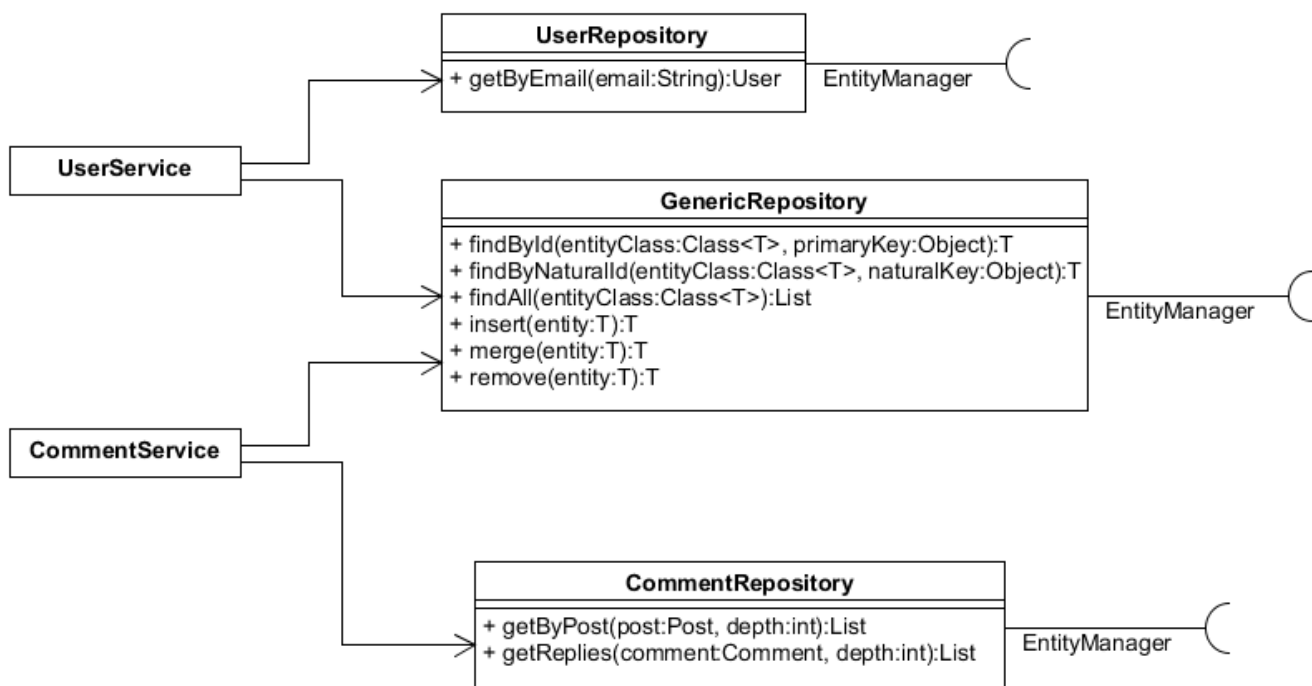 UserRepository
+ getByEmail(email:String):User
EntityManager
UserService
GenericRepository
+ findById(entityClass:Class<T>, primaryKey:Object):T
+ findByNaturalId(entityClass:Class<T>, naturalKey:Object):T
+ findAll(entityClass:Class<T>):List
+ insert(entity:T):T
+ merge(entity:T):T
+ remove(entity:T):T
EntityManager
CommentService
CommentRepository
+ getByPost(post:Post, depth:int):List
+ getReplies(comment:Comment, depth:int):List
EntityManager